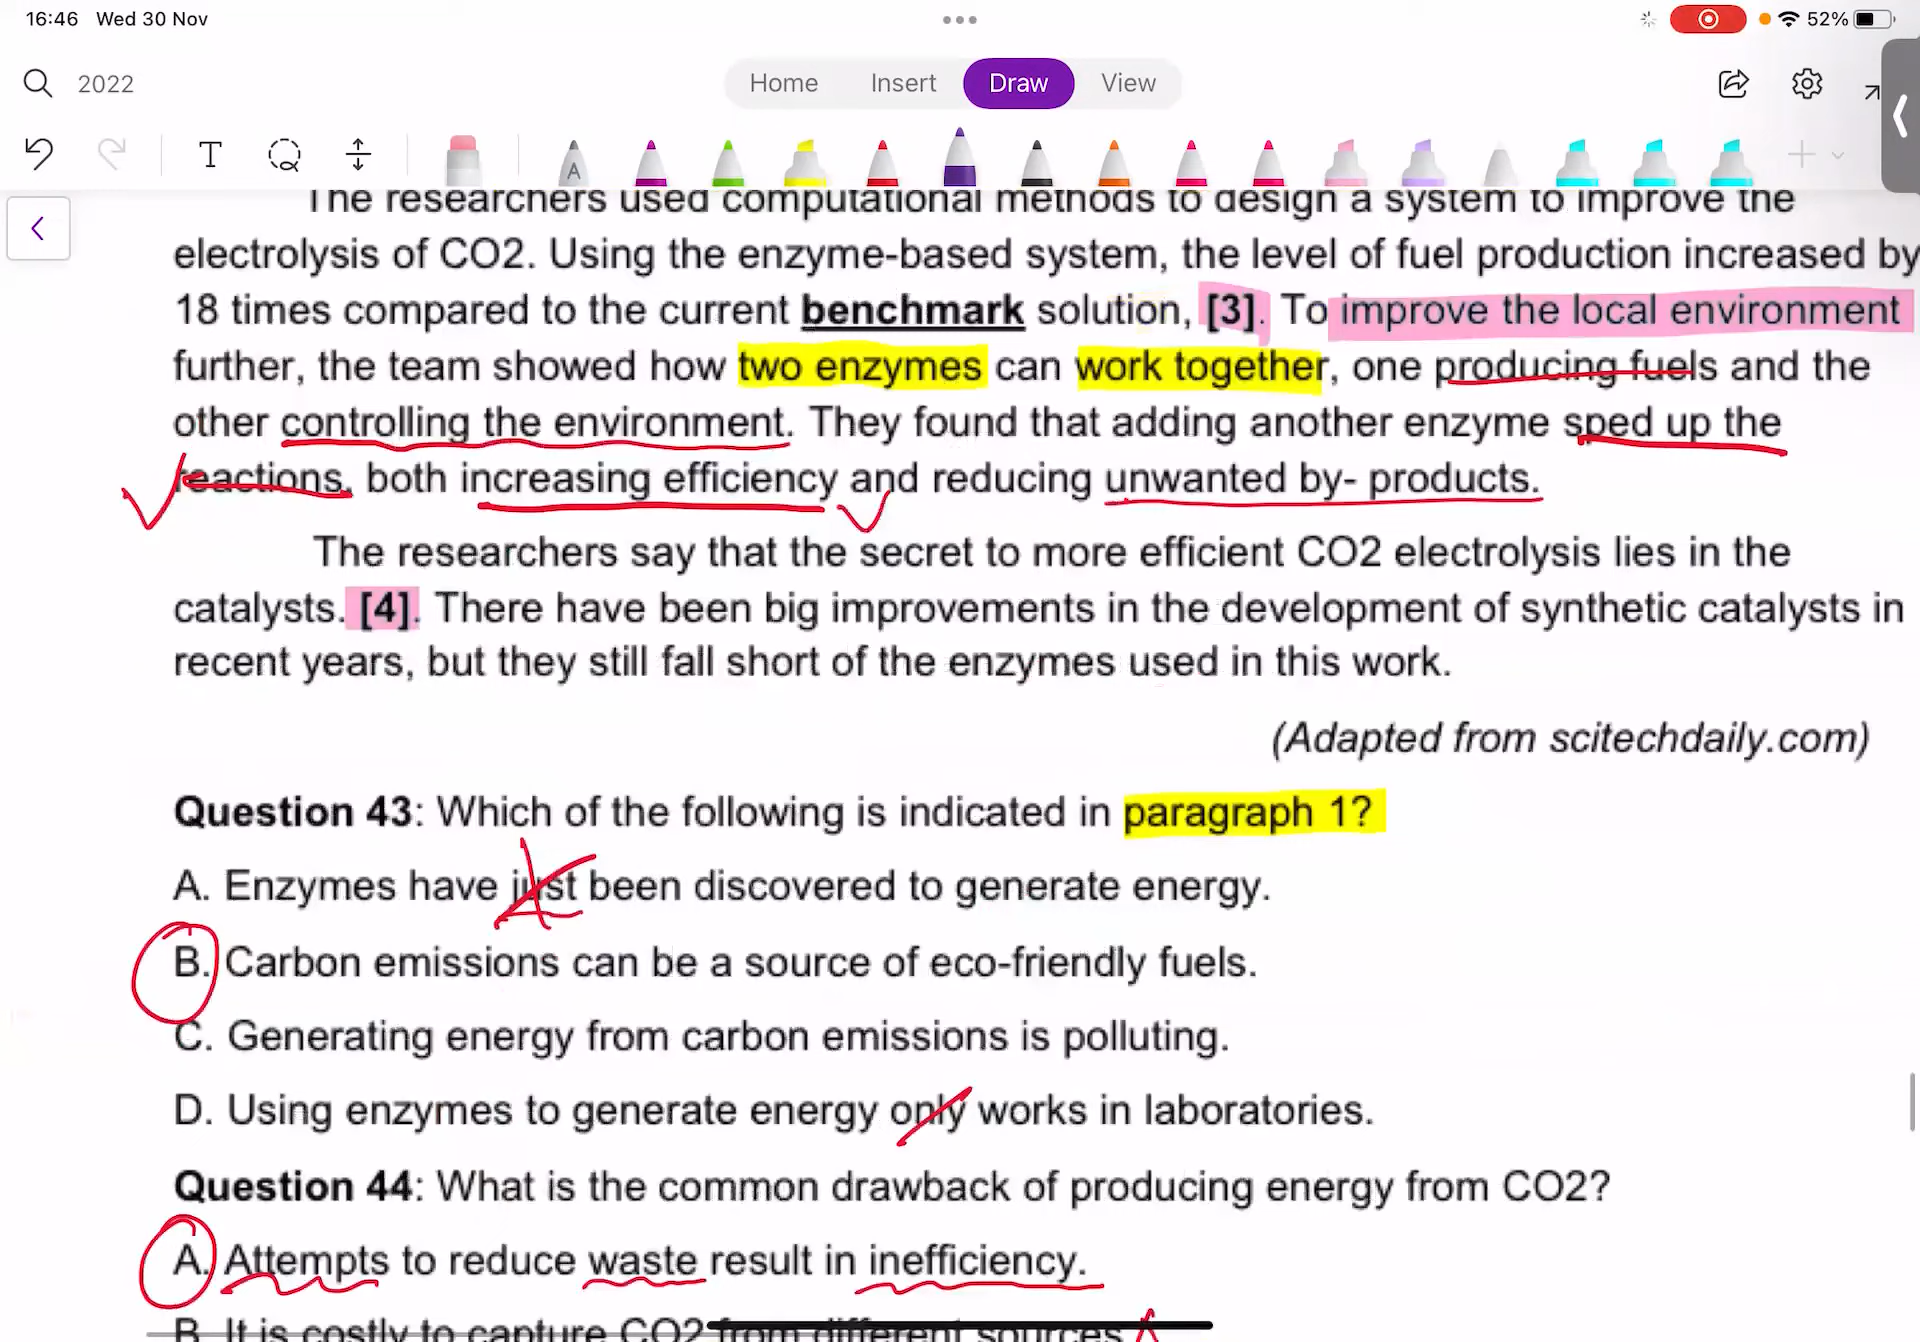 16:46 Wed 30 Nov
52%
2022
Home Insert Draw View
T
A
The researchers used computational methods to design a system to improve the
electrolysis of CO2. Using the enzyme-based system, the level of fuel production increased by
18 times compared to the current benchmark solution, [3]. To improve the local environment
further, the team showed how two enzymes can work together, one producing fuels and the
other controlling the environment. They found that adding another enzyme sped up the
reactions, both increasing efficiency and reducing unwanted by- products.
The researchers say that the secret to more efficient CO2 electrolysis lies in the
catalysts. [4]. There have been big improvements in the development of synthetic catalysts in
recent years, but they still fall short of the enzymes used in this work.
(Adapted from scitechdaily.com)
Question 43: Which of the following is indicated in paragraph 1?
A. Enzymes have just been discovered to generate energy.
B. Carbon emissions can be a source of eco-friendly fuels.
C. Generating energy from carbon emissions is polluting.
D. Using enzymes to generate energy only works in laboratories.
Question 44: What is the common drawback of producing energy from CO2?
A. Attempts to reduce waste result in inefficiency.
B. It is costly to capture CO2 from different sources